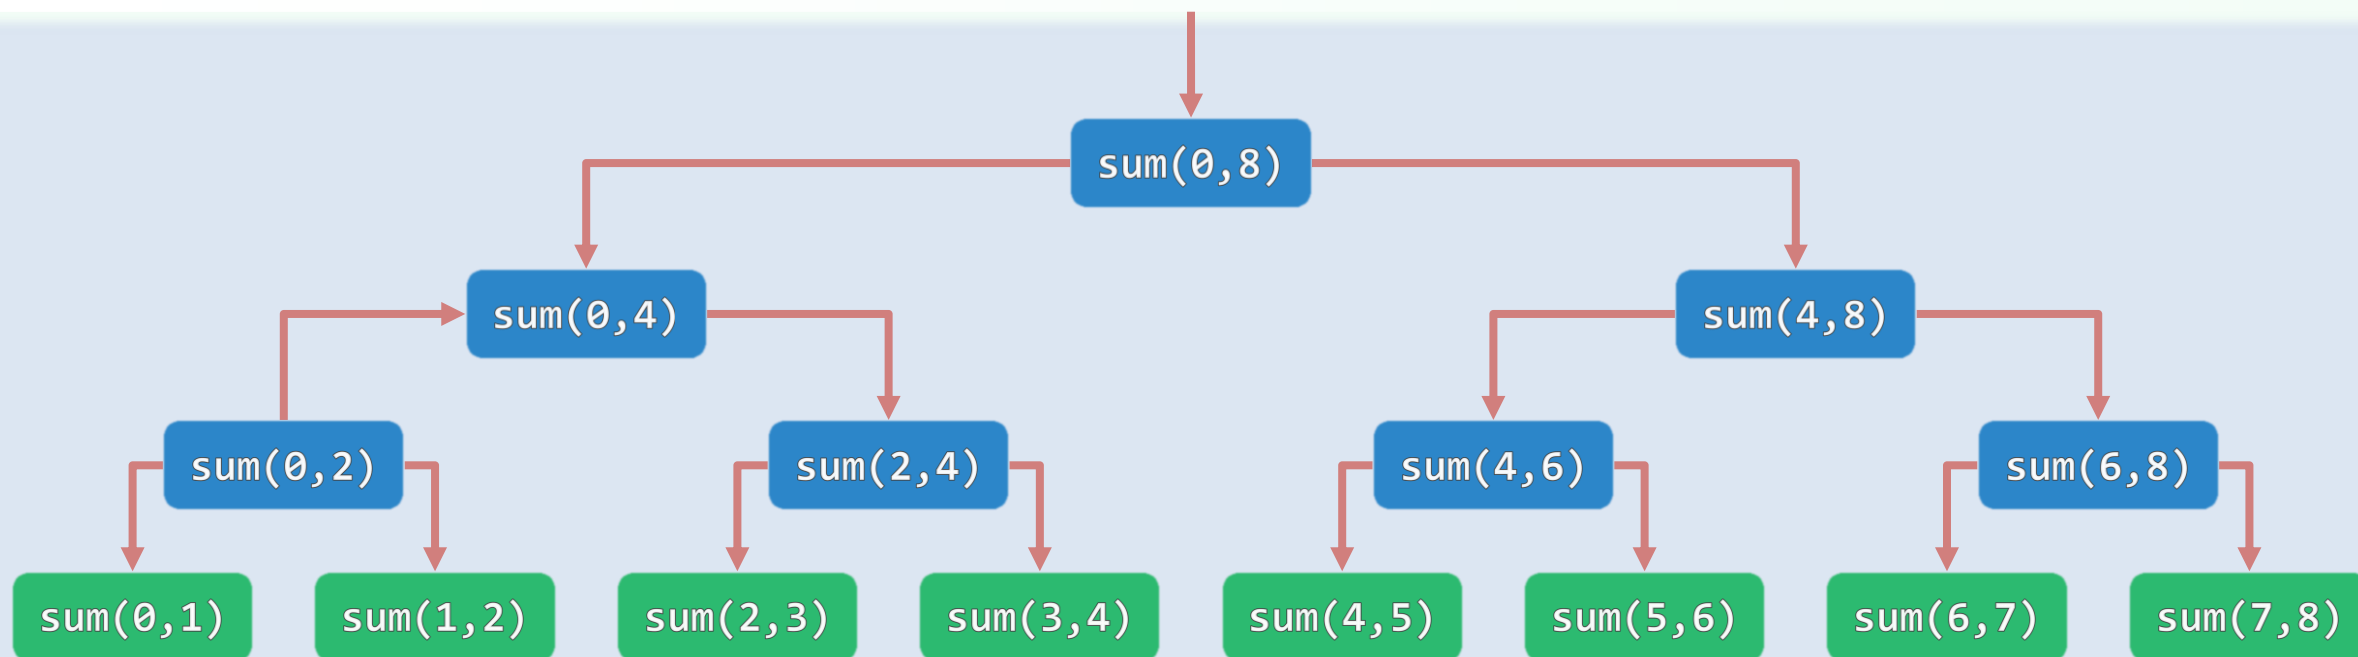 sum(0,8)
sum(0,4)
sum(4,8)
sum(0,2)
sum(2,4)
sum(4,6)
sum(6,8)
sum(0,1)
sum(1,2)
sum(2,3)
sum(3,4)
sum(4,5)
sum(5,6)
sum(6,7)
sum(7,8)